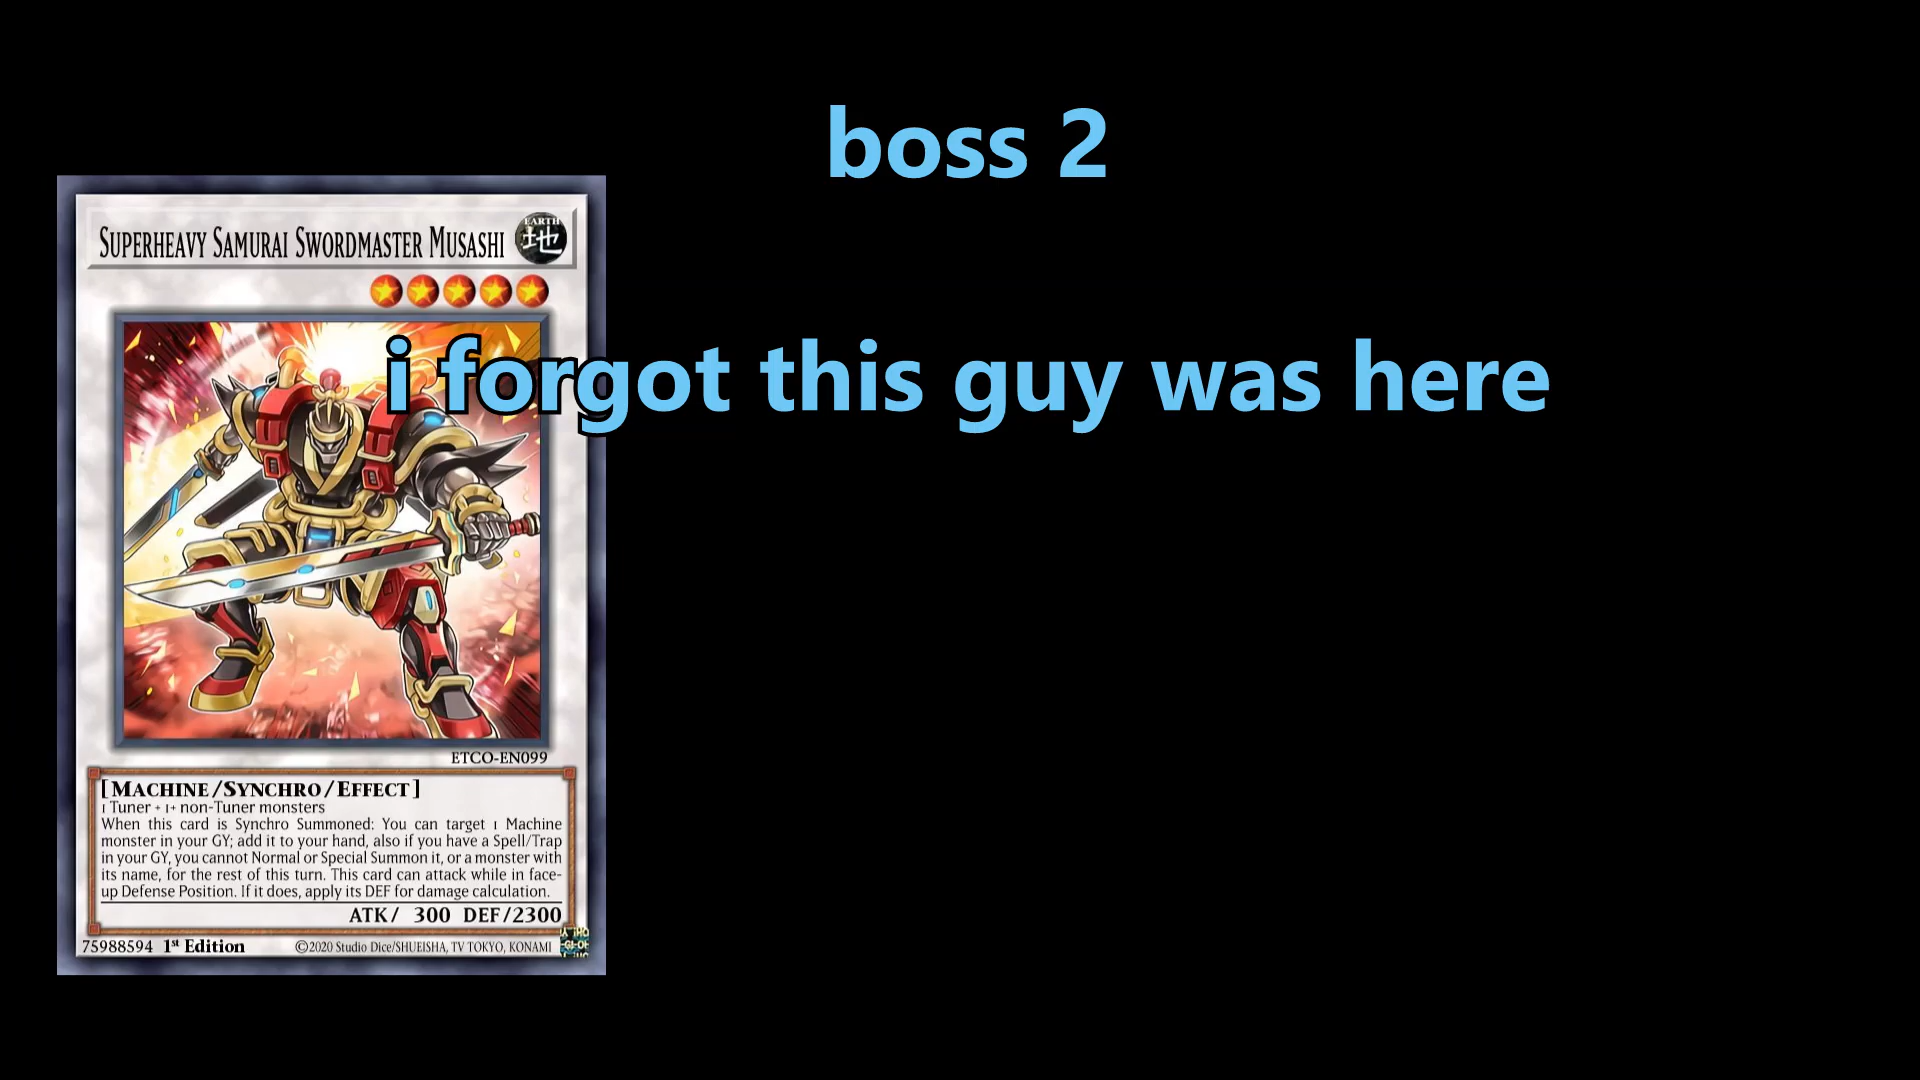 boss 2
i forgot this guy was here
Superheavy Samurai Swordmaster Musashi
EARTH
地
ETCO-EN099
[Machine/Synchro/Effect]
1 Tuner + 1+ non-Tuner monsters
When this card is Synchro Summoned: You can target 1 Machine
monster in your GY; add it to your hand, also if you have a Spell/Trap
in your GY, you cannot Normal or Special Summon it, or a monster with
its name, for the rest of this turn. This card can attack while in face-
up Defense Position. If it does, apply its DEF for damage calculation.
ATK/ 300 DEF/2300
75988594 1st Edition ©2020 Studio Dice/SHUEISHA, TV TOKYO, KONAMI